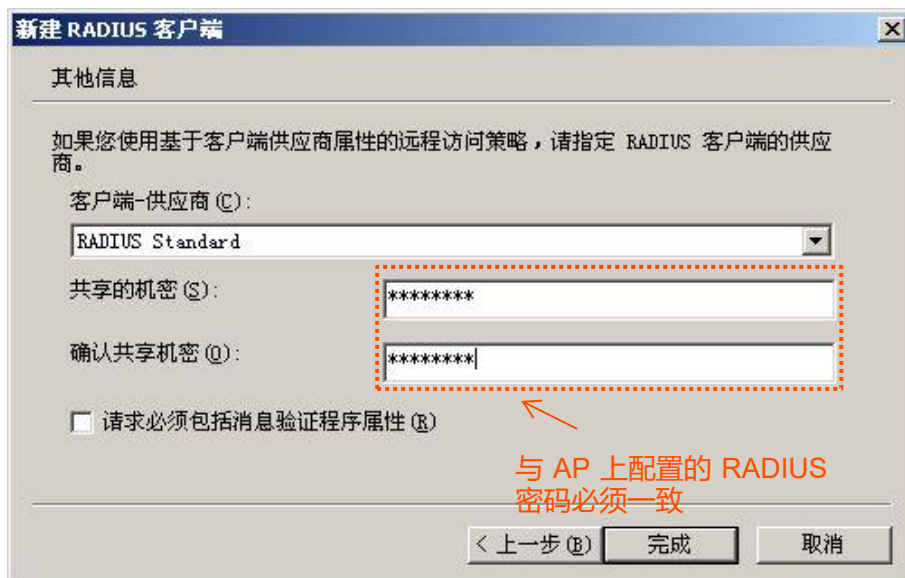 新建 RADIUS 客户端
其他信息
如果您使用基于客户端供应商属性的远程访问策略，请指定 RADIUS 客户端的供应
商。
客户端-供应商(C):
RADIUS Standard
共享的机密(S):
********
确认共享机密(O):
********
请求必须包括消息验证程序属性(R)
与 AP 上配置的 RADIUS
密码必须一致
< 上一步(B)
完成
取消